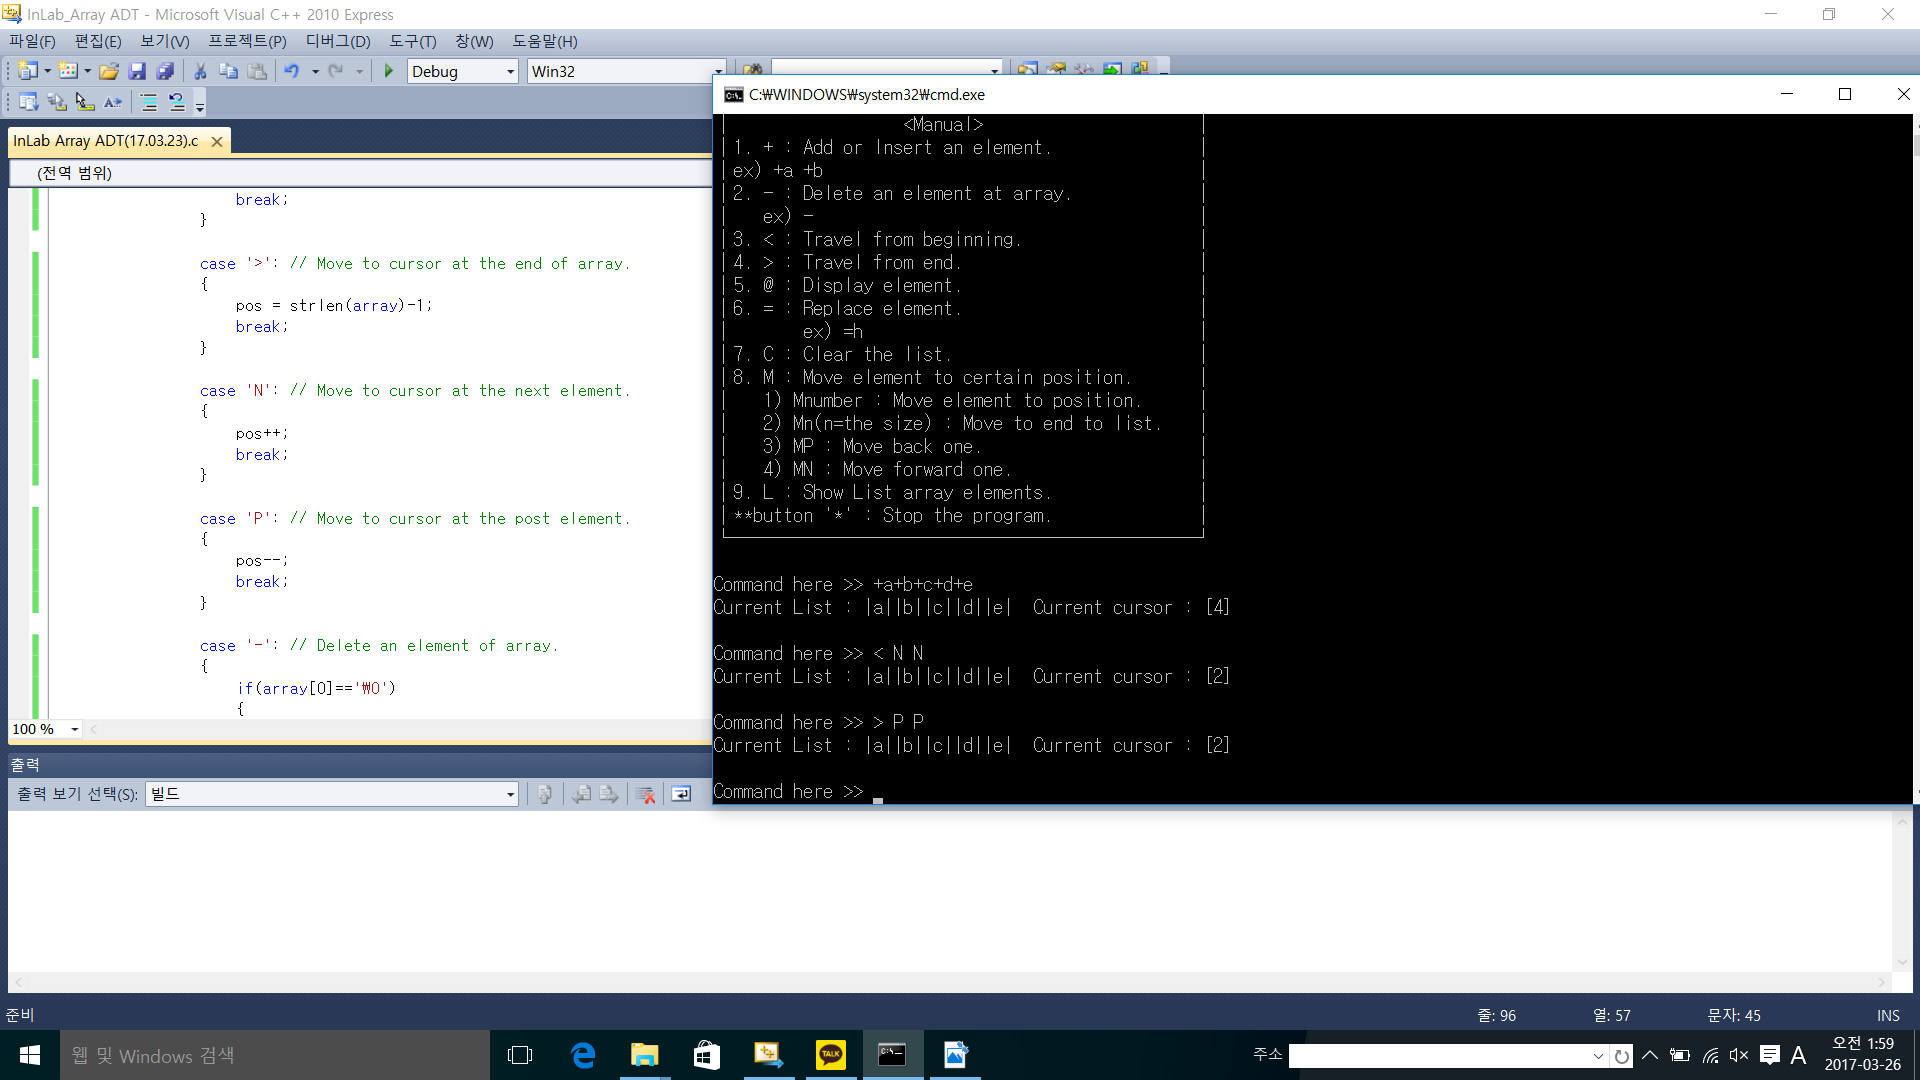 InLab_Array ADT - Microsoft Visual C++ 2010 Express
파일(F) 편집(E) 보기(V) 프로젝트(P) 디버그(D) 도구(T) 창(W) 도움말(H)
Debug Win32
InLab Array ADT(17.03.23).c
(전역 범위)
break;
}
case '>': // Move to cursor at the end of array.
{
pos = strlen(array)-1;
break;
}
case 'N': // Move to cursor at the next element.
{
pos++;
break;
}
case 'P': // Move to cursor at the post element.
{
pos--;
break;
}
case '-': // Delete an element of array.
{
if(array[0]=='₩0')
{
100 %
출력
출력 보기 선택(S): 빌드
C:₩WINDOWS₩system32₩cmd.exe
<Manual>
1. + : Add or Insert an element.
ex) +a +b
2. - : Delete an element at array.
ex) -
3. < : Travel from beginning.
4. > : Travel from end.
5. @ : Display element.
6. = : Replace element.
ex) =h
7. C : Clear the list.
8. M : Move element to certain position.
1) Mnumber : Move element to position.
2) Mn(n=the size) : Move to end to list.
3) MP : Move back one.
4) MN : Move forward one.
9. L : Show List array elements.
**button '*' : Stop the program.
Command here >> +a+b+c+d+e
Current List : |a||b||c||d||e| Current cursor : [4]
Command here >> < N N
Current List : |a||b||c||d||e| Current cursor : [2]
Command here >> > P P
Current List : |a||b||c||d||e| Current cursor : [2]
Command here >>
준비 줄: 96 열: 57 문자: 45 INS
웹 및 Windows 검색
TALK
주소
A
오전 1:59
2017-03-26